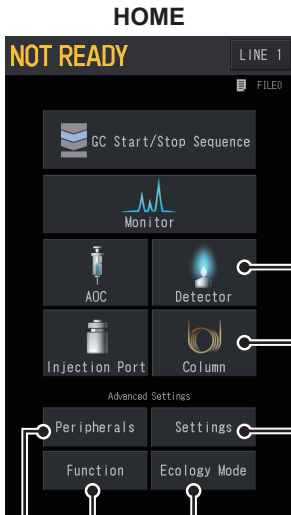 HOME
NOT READY
LINE 1
FILE0
GC Start/Stop Sequence
Monitor
AOC
Detector
Injection Port
Column
Advanced Settings
Peripherals
Settings
Function
Ecology Mode